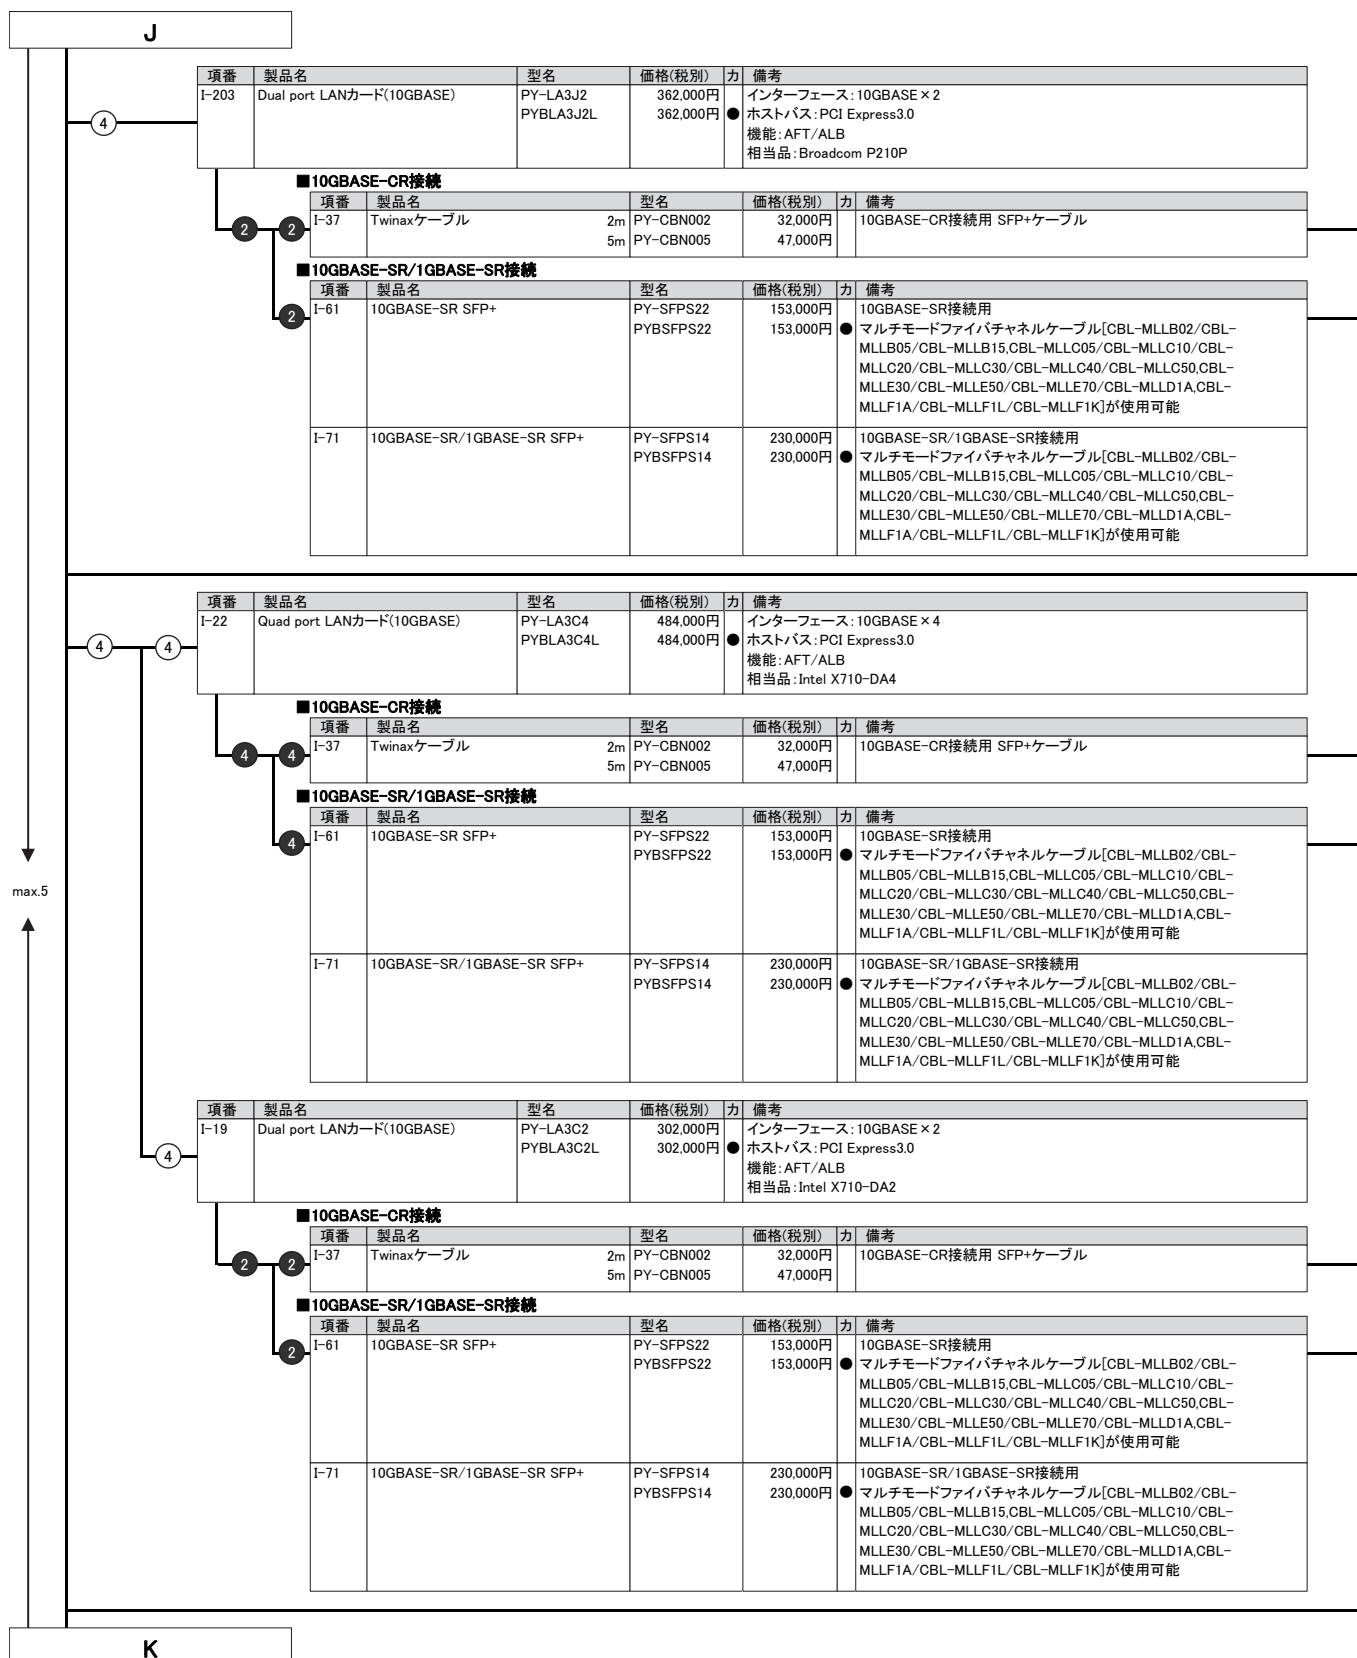 J
項番 製品名 型名 価格(税別) カ 備考
I-203 Dual port LANカード(10GBASE) PY-LA3J2 362,000円 インターフェース:10GBASE×2
PYBLA3J2L 362,000円 ● ホストバス:PCI Express3.0
機能:AFT/ALB
相当品:Broadcom P210P
4
■10GBASE-CR接続
項番 製品名 型名 価格(税別) カ 備考
2 2 I-37 Twinaxケーブル 2m PY-CBN002 32,000円 10GBASE-CR接続用 SFP+ケーブル
5m PY-CBN005 47,000円
■10GBASE-SR/1GBASE-SR接続
項番 製品名 型名 価格(税別) カ 備考
2 I-61 10GBASE-SR SFP+ PY-SFPS22 153,000円 10GBASE-SR接続用
PYBSFPS22 153,000円 ● マルチモードファイバチャネルケーブル[CBL-MLLB02/CBL-
MLLB05/CBL-MLLB15,CBL-MLLC05/CBL-MLLC10/CBL-
MLLC20/CBL-MLLC30/CBL-MLLC40/CBL-MLLC50,CBL-
MLLE30/CBL-MLLE50/CBL-MLLE70/CBL-MLLD1A,CBL-
MLLF1A/CBL-MLLF1L/CBL-MLLF1K]が使用可能
I-71 10GBASE-SR/1GBASE-SR SFP+ PY-SFPS14 230,000円 10GBASE-SR/1GBASE-SR接続用
PYBSFPS14 230,000円 ● マルチモードファイバチャネルケーブル[CBL-MLLB02/CBL-
MLLB05/CBL-MLLB15,CBL-MLLC05/CBL-MLLC10/CBL-
MLLC20/CBL-MLLC30/CBL-MLLC40/CBL-MLLC50,CBL-
MLLE30/CBL-MLLE50/CBL-MLLE70/CBL-MLLD1A,CBL-
MLLF1A/CBL-MLLF1L/CBL-MLLF1K]が使用可能
項番 製品名 型名 価格(税別) カ 備考
I-22 Quad port LANカード(10GBASE) PY-LA3C4 484,000円 インターフェース:10GBASE×4
4 4 PYBLA3C4L 484,000円 ● ホストバス:PCI Express3.0
機能:AFT/ALB
相当品:Intel X710-DA4
■10GBASE-CR接続
項番 製品名 型名 価格(税別) カ 備考
4 4 I-37 Twinaxケーブル 2m PY-CBN002 32,000円 10GBASE-CR接続用 SFP+ケーブル
5m PY-CBN005 47,000円
■10GBASE-SR/1GBASE-SR接続
項番 製品名 型名 価格(税別) カ 備考
4 I-61 10GBASE-SR SFP+ PY-SFPS22 153,000円 10GBASE-SR接続用
PYBSFPS22 153,000円 ● マルチモードファイバチャネルケーブル[CBL-MLLB02/CBL-
MLLB05/CBL-MLLB15,CBL-MLLC05/CBL-MLLC10/CBL-
MLLC20/CBL-MLLC30/CBL-MLLC40/CBL-MLLC50,CBL-
MLLE30/CBL-MLLE50/CBL-MLLE70/CBL-MLLD1A,CBL-
MLLF1A/CBL-MLLF1L/CBL-MLLF1K]が使用可能
max.5
I-71 10GBASE-SR/1GBASE-SR SFP+ PY-SFPS14 230,000円 10GBASE-SR/1GBASE-SR接続用
PYBSFPS14 230,000円 ● マルチモードファイバチャネルケーブル[CBL-MLLB02/CBL-
MLLB05/CBL-MLLB15,CBL-MLLC05/CBL-MLLC10/CBL-
MLLC20/CBL-MLLC30/CBL-MLLC40/CBL-MLLC50,CBL-
MLLE30/CBL-MLLE50/CBL-MLLE70/CBL-MLLD1A,CBL-
MLLF1A/CBL-MLLF1L/CBL-MLLF1K]が使用可能
項番 製品名 型名 価格(税別) カ 備考
I-19 Dual port LANカード(10GBASE) PY-LA3C2 302,000円 インターフェース:10GBASE×2
4 PYBLA3C2L 302,000円 ● ホストバス:PCI Express3.0
機能:AFT/ALB
相当品:Intel X710-DA2
■10GBASE-CR接続
項番 製品名 型名 価格(税別) カ 備考
2 2 I-37 Twinaxケーブル 2m PY-CBN002 32,000円 10GBASE-CR接続用 SFP+ケーブル
5m PY-CBN005 47,000円
■10GBASE-SR/1GBASE-SR接続
項番 製品名 型名 価格(税別) カ 備考
2 I-61 10GBASE-SR SFP+ PY-SFPS22 153,000円 10GBASE-SR接続用
PYBSFPS22 153,000円 ● マルチモードファイバチャネルケーブル[CBL-MLLB02/CBL-
MLLB05/CBL-MLLB15,CBL-MLLC05/CBL-MLLC10/CBL-
MLLC20/CBL-MLLC30/CBL-MLLC40/CBL-MLLC50,CBL-
MLLE30/CBL-MLLE50/CBL-MLLE70/CBL-MLLD1A,CBL-
MLLF1A/CBL-MLLF1L/CBL-MLLF1K]が使用可能
I-71 10GBASE-SR/1GBASE-SR SFP+ PY-SFPS14 230,000円 10GBASE-SR/1GBASE-SR接続用
PYBSFPS14 230,000円 ● マルチモードファイバチャネルケーブル[CBL-MLLB02/CBL-
MLLB05/CBL-MLLB15,CBL-MLLC05/CBL-MLLC10/CBL-
MLLC20/CBL-MLLC30/CBL-MLLC40/CBL-MLLC50,CBL-
MLLE30/CBL-MLLE50/CBL-MLLE70/CBL-MLLD1A,CBL-
MLLF1A/CBL-MLLF1L/CBL-MLLF1K]が使用可能
K